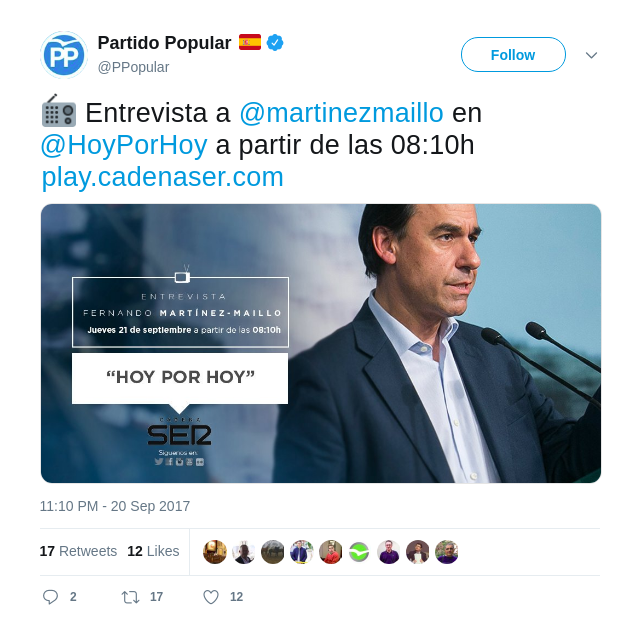 PP
Partido Popular
@PPopular
Follow
Entrevista a @martinezmaillo en
@HoyPorHoy a partir de las 08:10h
play.cadenaser.com
ENTREVISTA
FERNANDO MARTÍNEZ-MAILLO
Jueves 21 de septiembre a partir de las 08:10h
“HOY POR HOY”
CADENA
SER
Síguenos en:
11:10 PM - 20 Sep 2017
17 Retweets 12 Likes
2 17 12